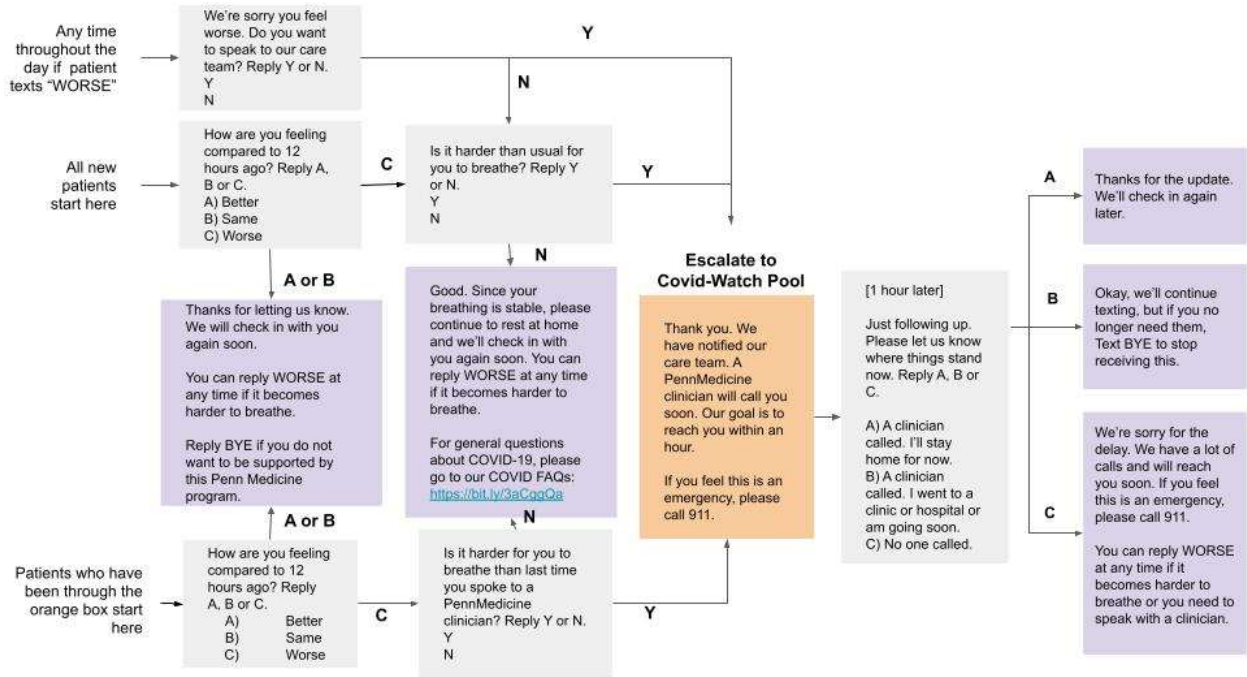 Any time
throughout the
day if patient
texts “WORSE”
We’re sorry you feel
worse. Do you want
to speak to our care
team? Reply Y or N.
Y
N
Y
N
All new
patients
start here
How are you feeling
compared to 12
hours ago? Reply A,
B or C.
A) Better
B) Same
C) Worse
C
Is it harder than usual for
you to breathe? Reply Y
or N.
Y
N
Y
A or B
N
Thanks for letting us know.
We will check in with you
again soon.
You can reply WORSE at
any time if it becomes
harder to breathe.
Reply BYE if you do not
want to be supported by
this Penn Medicine
program.
Good. Since your
breathing is stable, please
continue to rest at home
and we’ll check in with
you again soon. You can
reply WORSE at any time
if it becomes harder to
breathe.
For general questions
about COVID-19, please
go to our COVID FAQs:
https://bit.ly/3aCggQa
Escalate to
Covid-Watch Pool
Thank you. We
have notified our
care team. A
PennMedicine
clinician will call you
soon. Our goal is to
reach you within an
hour.
If you feel this is an
emergency, please
call 911.
[1 hour later]
Just following up.
Please let us know
where things stand
now. Reply A, B or
C.
A) A clinician
called. I’ll stay
home for now.
B) A clinician
called. I went to a
clinic or hospital or
am going soon.
C) No one called.
A
Thanks for the update.
We’ll check in again
later.
B
Okay, we’ll continue
texting, but if you no
longer need them,
Text BYE to stop
receiving this.
C
We’re sorry for the
delay. We have a lot of
calls and will reach
you soon. If you feel
this is an emergency,
please call 911.
You can reply WORSE
at any time if it
becomes harder to
breathe or you need to
speak with a clinician.
A or B
N
Patients who have
been through the
orange box start
here
How are you feeling
compared to 12
hours ago? Reply
A, B or C.
A) Better
B) Same
C) Worse
C
Is it harder for you to
breathe than last time
you spoke to a
PennMedicine
clinician? Reply Y or N.
Y
N
Y